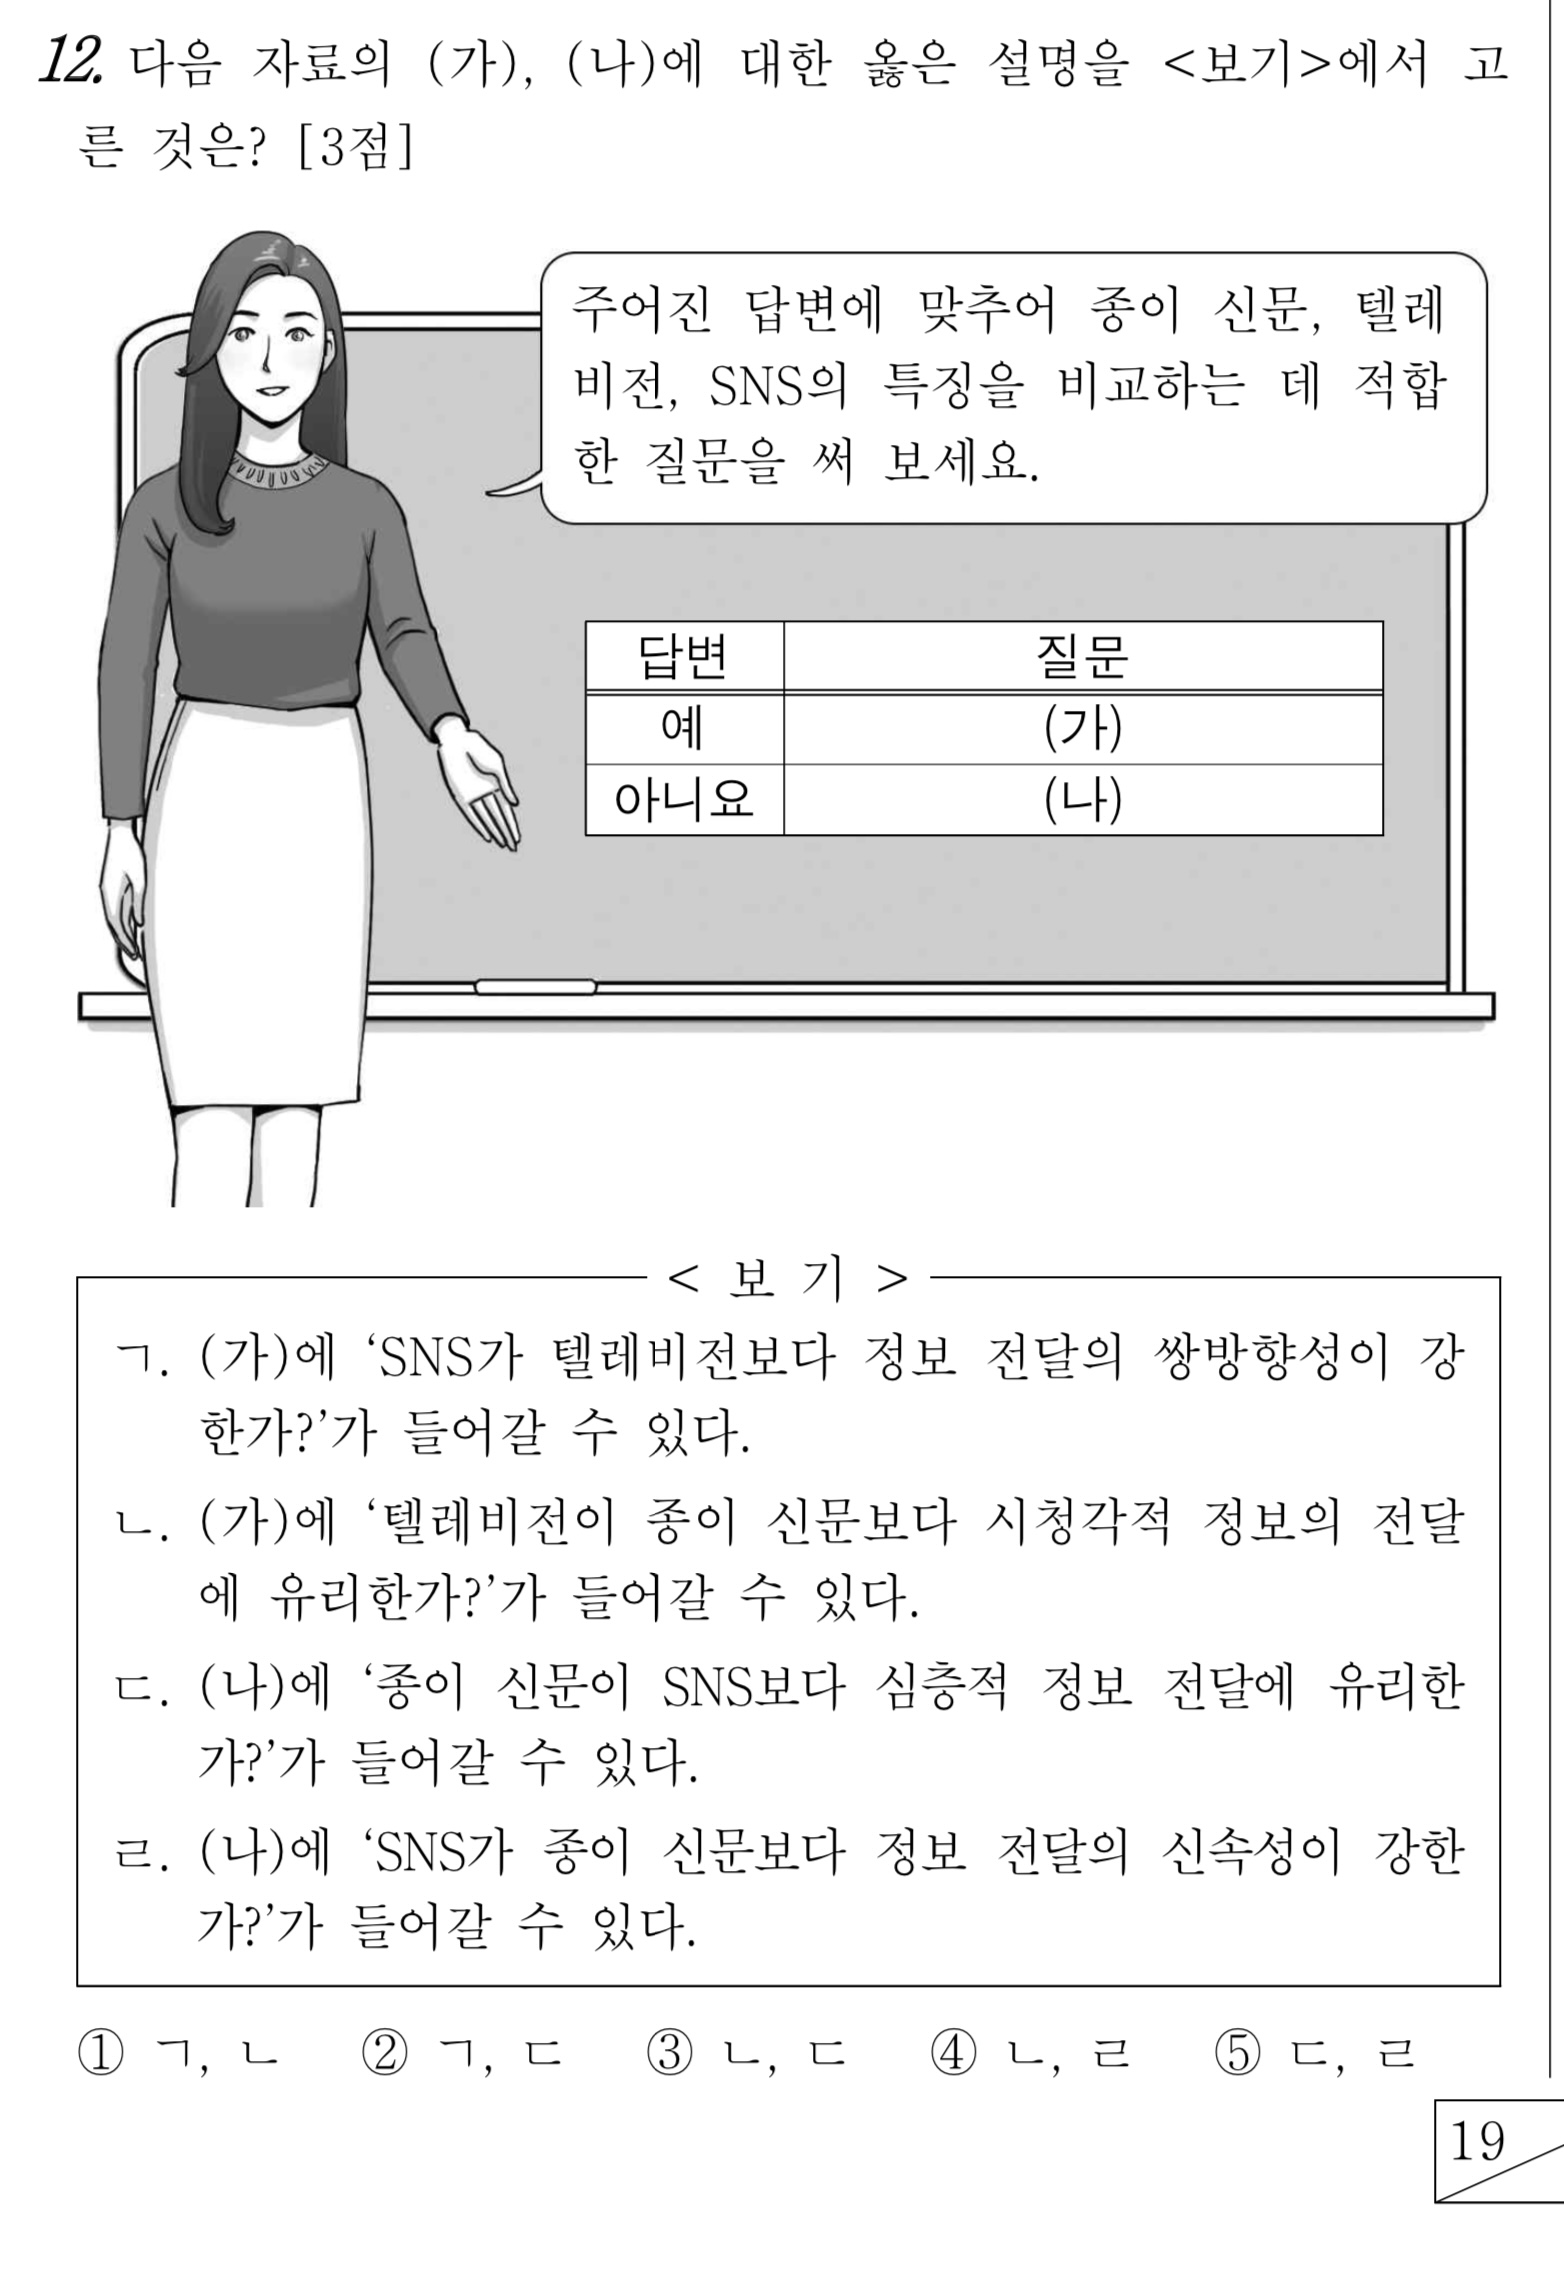 12. 다음 자료의 (가), (나)에 대한 옳은 설명을 <보기>에서 고
른 것은? [3점]
주어진 답변에 맞추어 종이 신문, 텔레
비전, SNS의 특징을 비교하는 데 적합
한 질문을 써 보세요.
답변 질문
예 (가)
아니요 (나)
< 보 기 >
ㄱ. (가)에 ‘SNS가 텔레비전보다 정보 전달의 쌍방향성이 강
한가?’가 들어갈 수 있다.
ㄴ. (가)에 ‘텔레비전이 종이 신문보다 시청각적 정보의 전달
에 유리한가?’가 들어갈 수 있다.
ㄷ. (나)에 ‘종이 신문이 SNS보다 심층적 정보 전달에 유리한
가?’가 들어갈 수 있다.
ㄹ. (나)에 ‘SNS가 종이 신문보다 정보 전달의 신속성이 강한
가?’가 들어갈 수 있다.
① ㄱ, ㄴ ② ㄱ, ㄷ ③ ㄴ, ㄷ ④ ㄴ, ㄹ ⑤ ㄷ, ㄹ
19